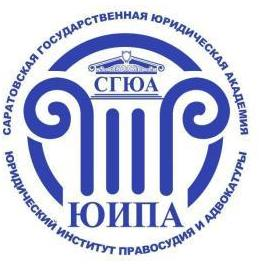 САРАТОВСКАЯ ГОСУДАРСТВЕННАЯ ЮРИДИЧЕСКАЯ АКАДЕМИЯ
СГЮА
ЮИПА
ЮРИДИЧЕСКИЙ ИНСТИТУТ ПРАВОСУДИЯ И АДВОКАТУРЫ